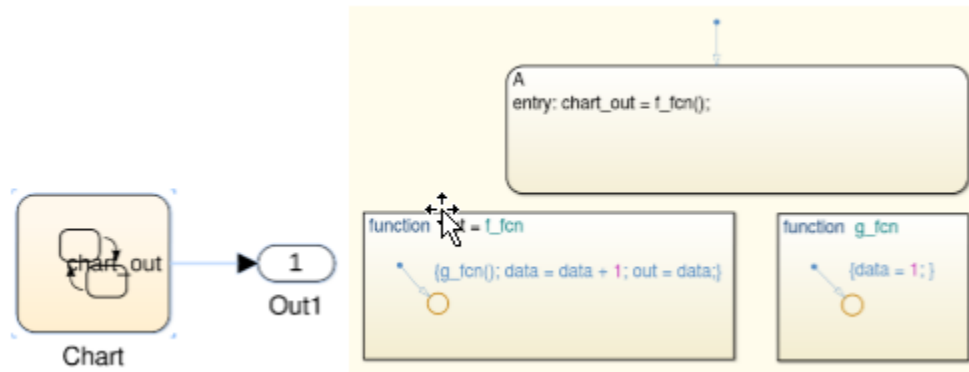 chart_out
Chart
1
Out1
A
entry: chart_out = f_fcn();
function t = f_fcn
{g_fcn(); data = data + 1; out = data;}
function g_fcn
{data = 1; }